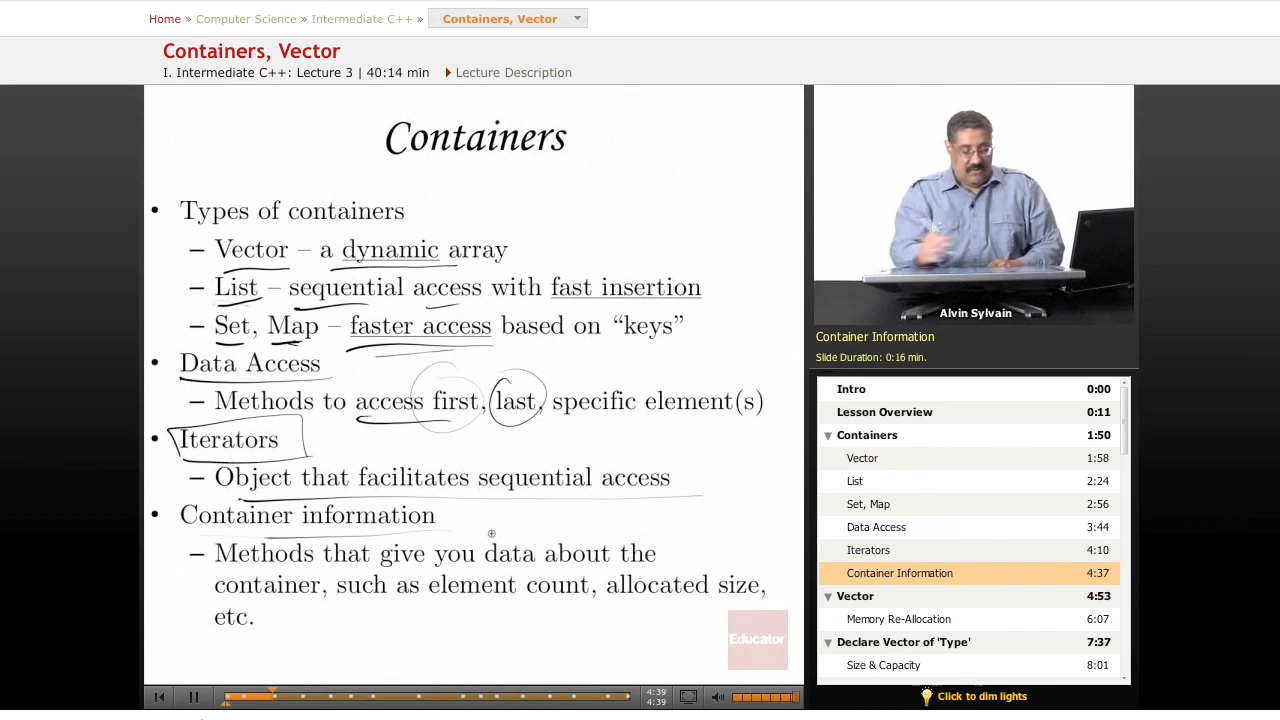 Home » Computer Science » Intermediate C++ » Containers, Vector
Containers, Vector
I. Intermediate C++: Lecture 3 | 40:14 min Lecture Description
Containers
• Types of containers
– Vector – a dynamic array
– List – sequential access with fast insertion
– Set, Map – faster access based on “keys”
• Data Access
– Methods to access first, last, specific element(s)
• Iterators
– Object that facilitates sequential access
• Container information
– Methods that give you data about the
container, such as element count, allocated size,
etc.
Educator
4:39
4:39
Alvin Sylvain
Container Information
Slide Duration: 0:16 min.
Intro 0:00
Lesson Overview 0:11
Containers 1:50
Vector 1:58
List 2:24
Set, Map 2:56
Data Access 3:44
Iterators 4:10
Container Information 4:37
Vector 4:53
Memory Re-Allocation 6:07
Declare Vector of 'Type' 7:37
Size & Capacity 8:01
Click to dim lights